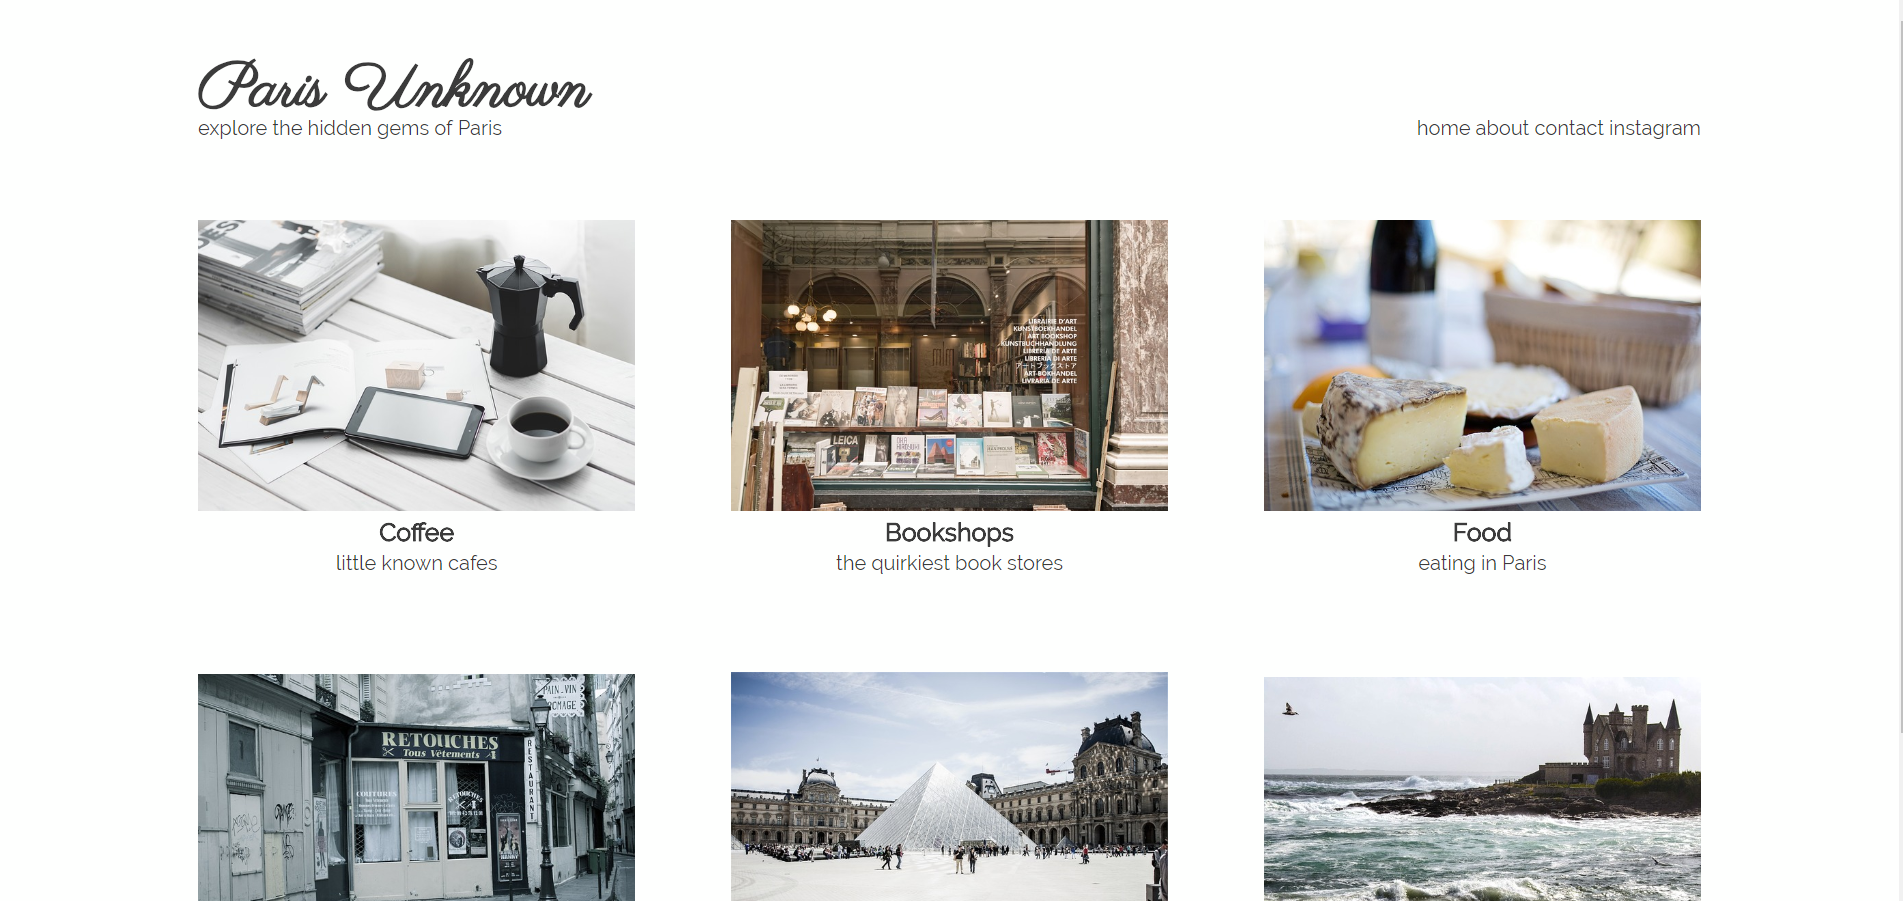 Paris Unknown
explore the hidden gems of Paris
home about contact instagram
LIBRAIRIE D'ART
KUNSTBOEKHANDEL
ART BOOKSHOP
KUNSTBUCHHANDLUNG
LIBRERIA DE ARTE
LIBRERIA DI ARTE
アートブックストア
ART-BOKHANDEL
LIVRARIA DE ARTE
LEICA
Coffee
little known cafes
Bookshops
the quirkiest book stores
Food
eating in Paris
PAIN - VIN
FROMAGE
RETOUCHES
Tous Vêtements
RESTAURANT
COUTURE
RETOUCHES